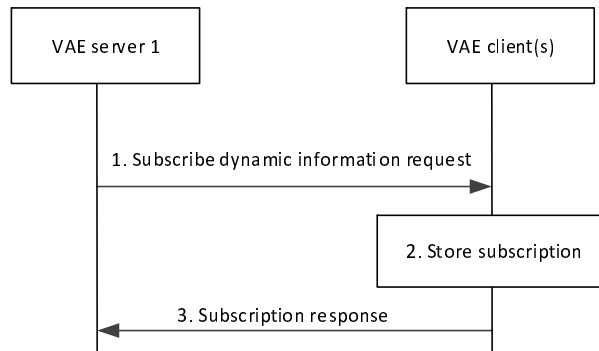 VAE server 1
VAE client(s)
1. Subscribe dynamic information request
2. Store subscription
3. Subscription response